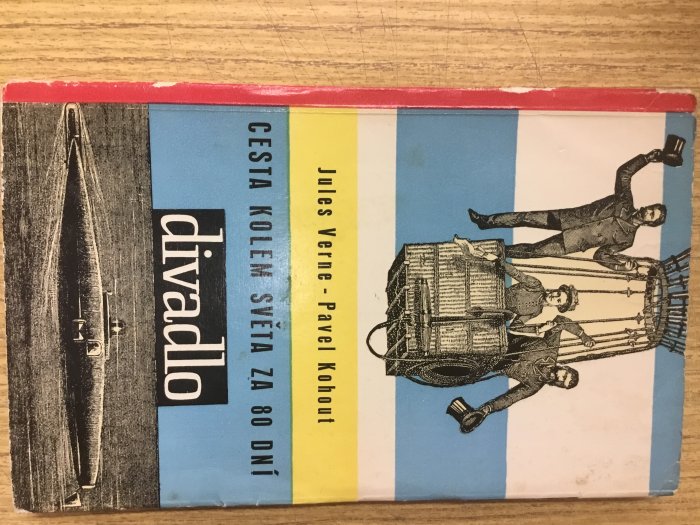 Jules Verne - Pavel Kohout
CESTA KOLEM SVĚTA ZA 80 DNÍ
divadlo